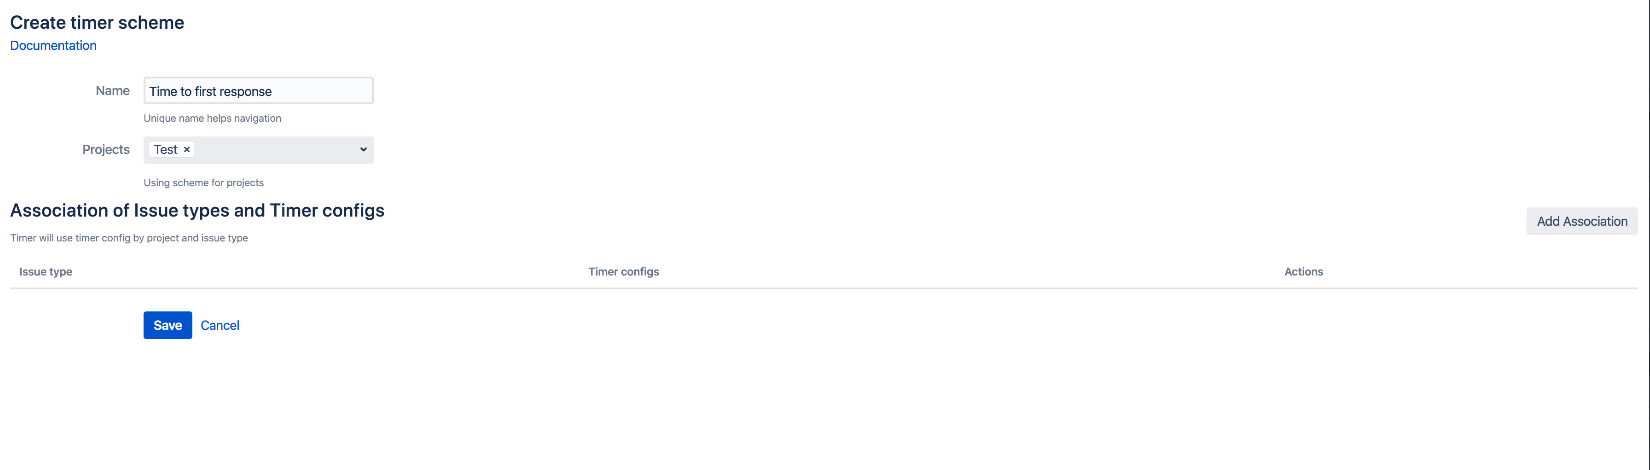 Create timer scheme
Documentation
Name
Time to first response
Unique name helps navigation
Projects
Test ×
Using scheme for projects
Association of Issue types and Timer configs
Add Association
Timer will use timer config by project and issue type
Issue type Timer configs Actions
Save Cancel